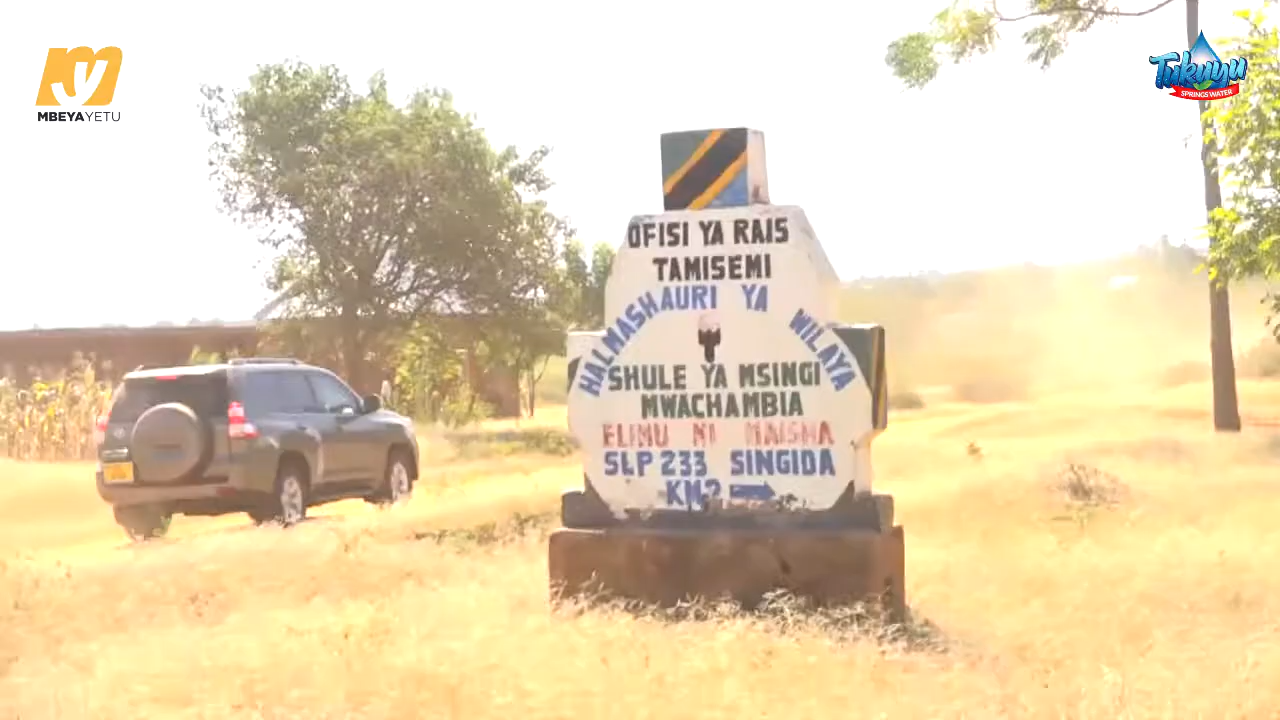 MBEYAYETU
Tukuyu
SPRINGS WATER
OFISI YA RAIS
TAMISEMI
HALMASHAURI YA WILAYA
SHULE YA MSINGI
MWACHAMBIA
ELIMU NI MAISHA
SLP 233 SINGIDA
KM2